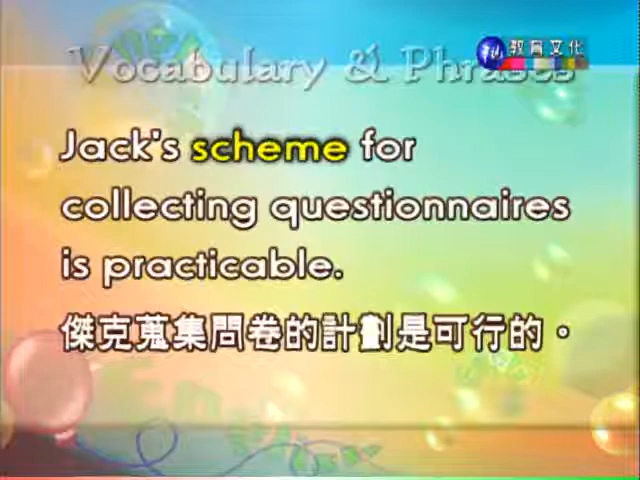 Vocabulary & Phrases
教育文化
Jack's scheme for
collecting questionnaires
is practicable.
傑克蒐集問卷的計劃是可行的。